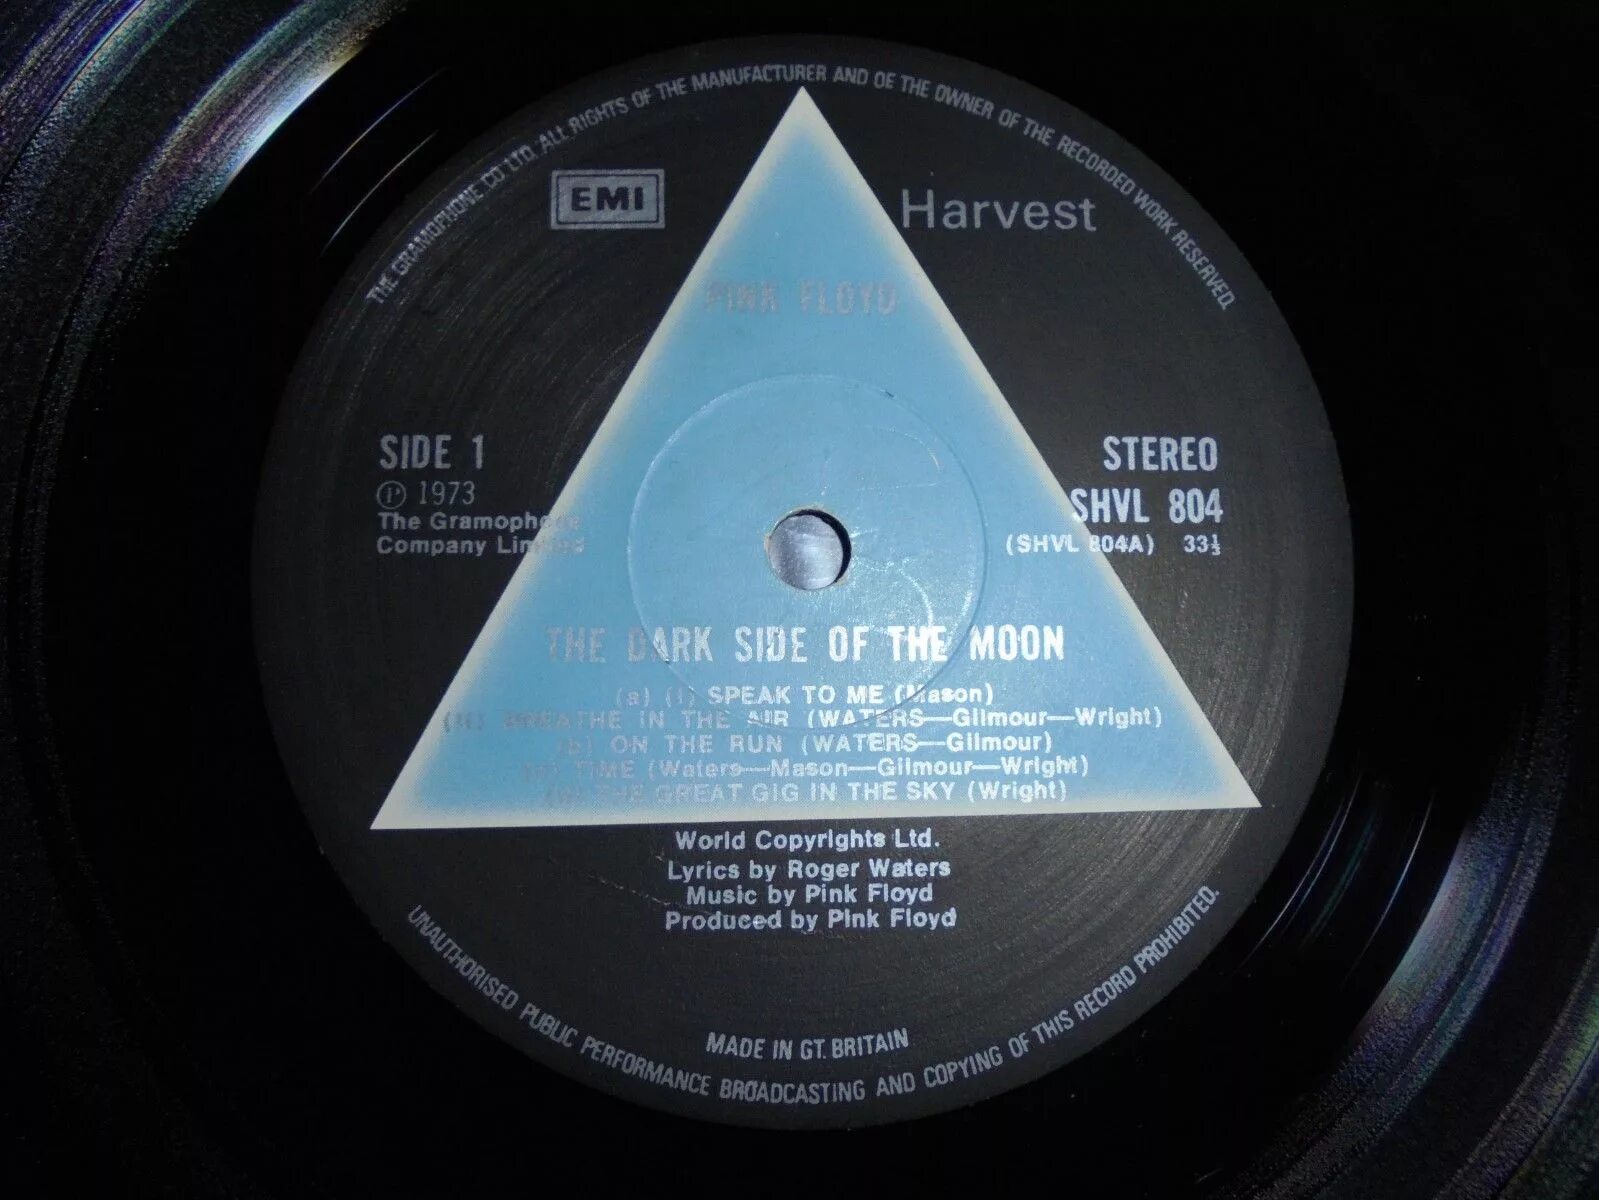 THE GRAMOPHONE CO LTD. ALL RIGHTS OF THE MANUFACTURER AND OF THE OWNER OF THE RECORDED WORK RESERVED.
EMI
Harvest
PINK FLOYD
SIDE 1
Ⓟ 1973
The Gramophone
Company Limited
STEREO
SHVL 804
(SHVL 804A) 33⅓
THE DARK SIDE OF THE MOON
(a) (i) SPEAK TO ME (Mason)
(ii) BREATHE IN THE AIR (WATERS—Gilmour—Wright)
(b) ON THE RUN (WATERS—Gilmour)
(c) TIME (Waters—Mason—Gilmour—Wright)
(d) THE GREAT GIG IN THE SKY (Wright)
World Copyrights Ltd.
Lyrics by Roger Waters
Music by Pink Floyd
Produced by Pink Floyd
MADE IN GT. BRITAIN
UNAUTHORISED PUBLIC PERFORMANCE BROADCASTING AND COPYING OF THIS RECORD PROHIBITED.